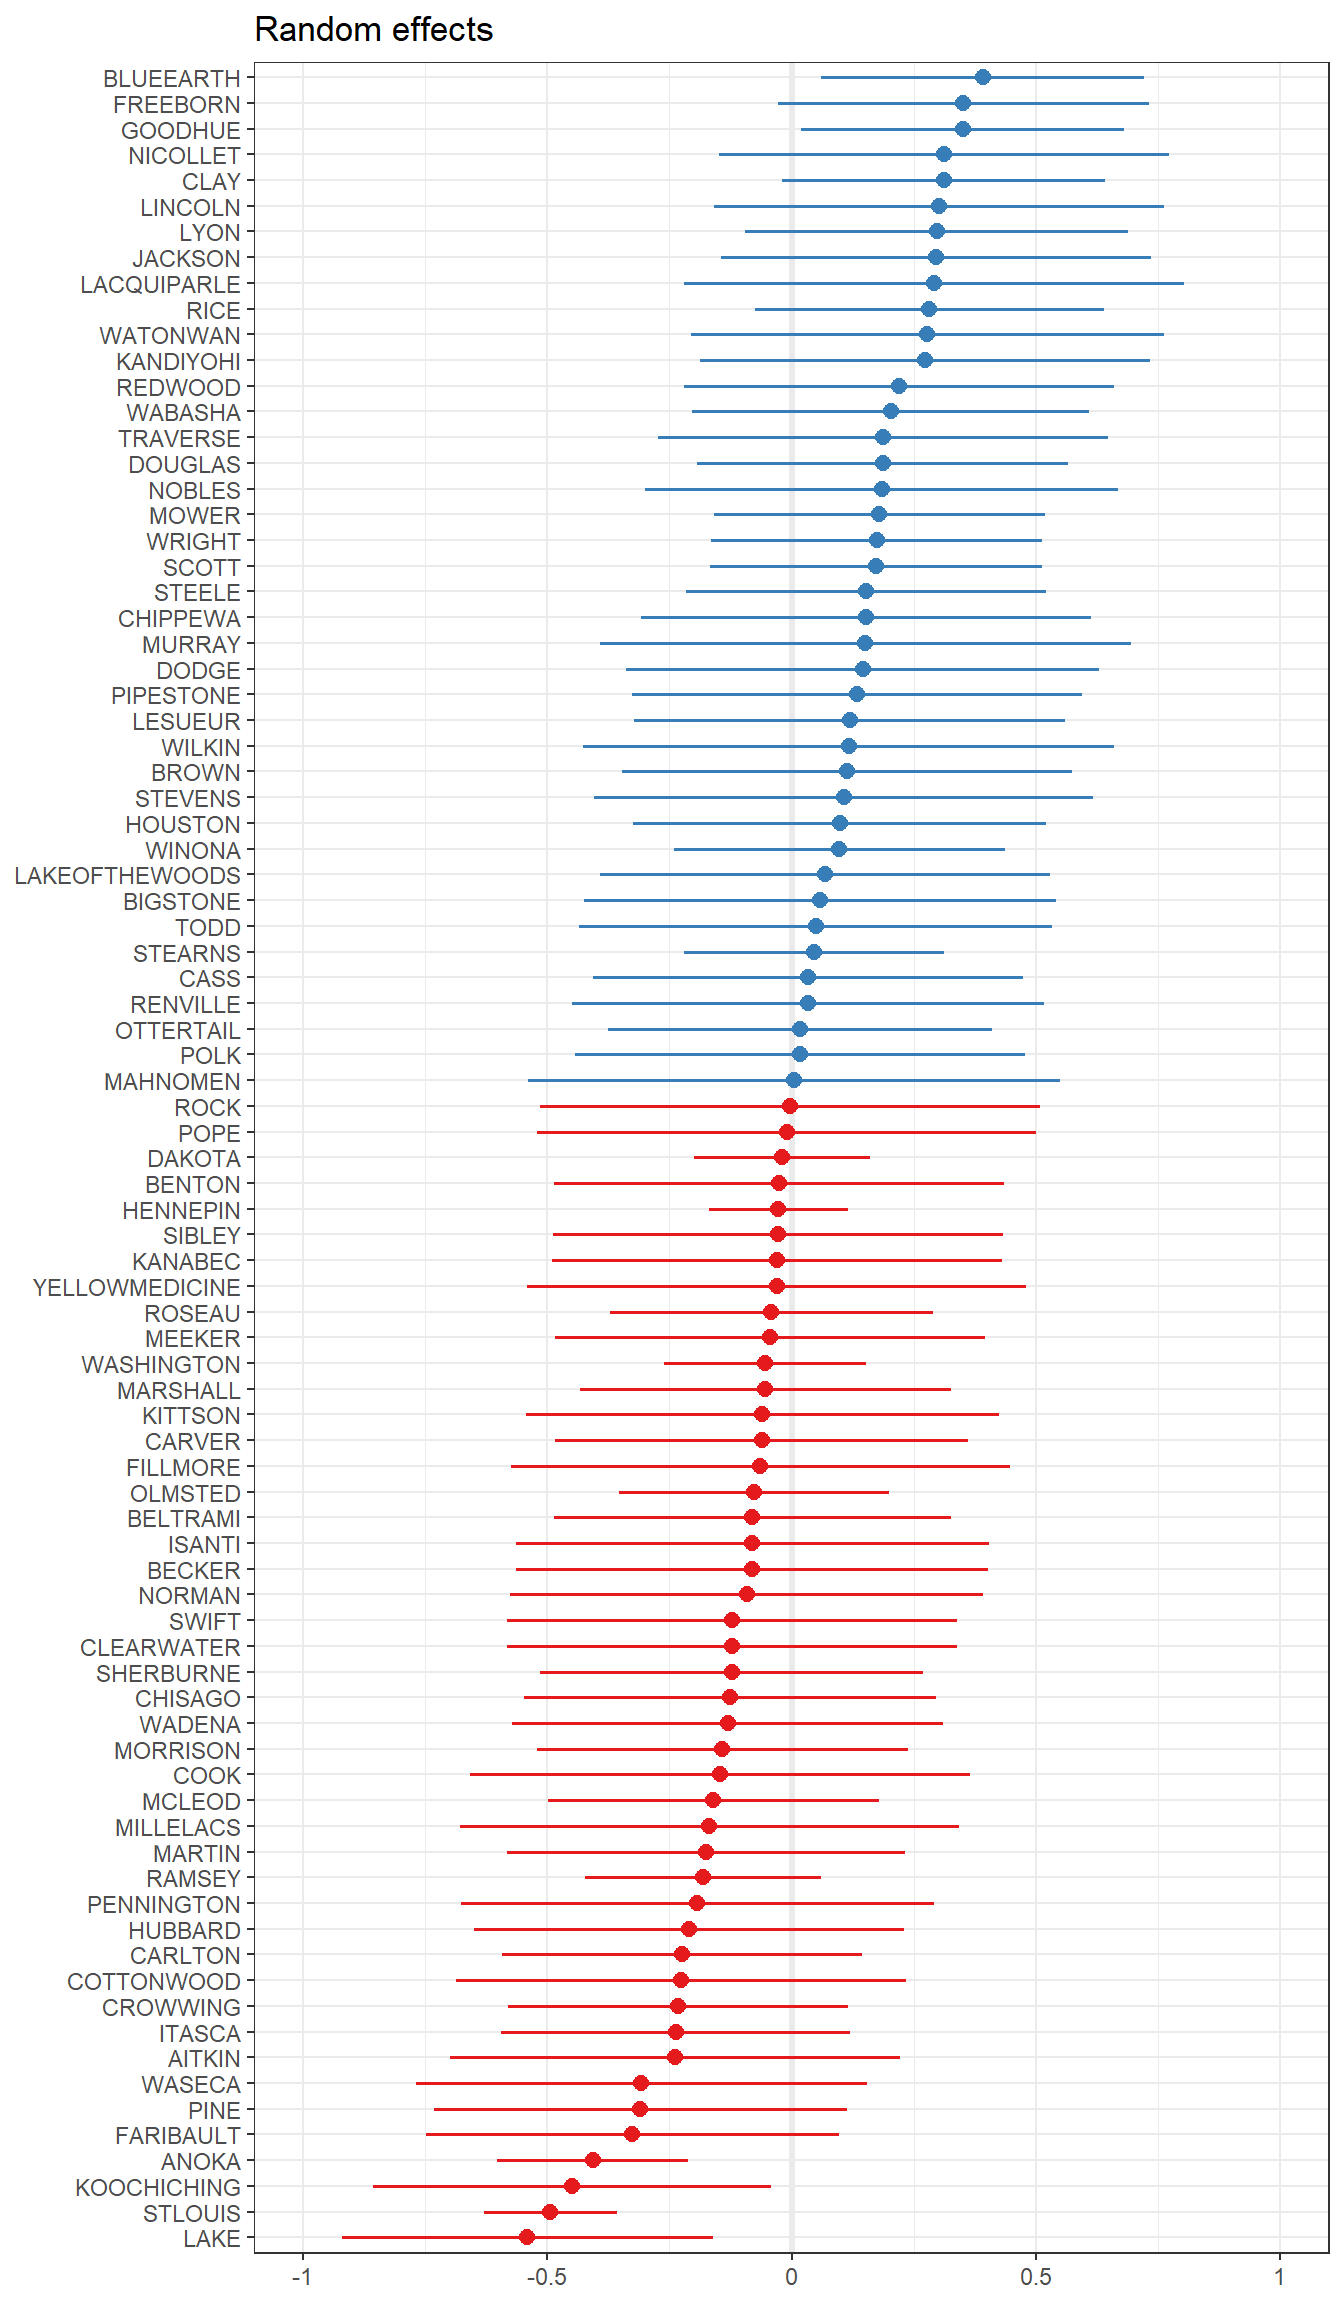 Random effects
BLUEEARTH
FREEBORN
GOODHUE
NICOLLET
CLAY
LINCOLN
LYON
JACKSON
LACQUIPARLE
RICE
WATONWAN
KANDIYOHI
REDWOOD
WABASHA
TRAVERSE
DOUGLAS
NOBLES
MOWER
WRIGHT
SCOTT
STEELE
CHIPPEWA
MURRAY
DODGE
PIPESTONE
LESUEUR
WILKIN
BROWN
STEVENS
HOUSTON
WINONA
LAKEOFTHEWOODS
BIGSTONE
TODD
STEARNS
CASS
RENVILLE
OTTERTAIL
POLK
MAHNOMEN
ROCK
POPE
DAKOTA
BENTON
HENNEPIN
SIBLEY
KANABEC
YELLOWMEDICINE
ROSEAU
MEEKER
WASHINGTON
MARSHALL
KITTSON
CARVER
FILLMORE
OLMSTED
BELTRAMI
ISANTI
BECKER
NORMAN
SWIFT
CLEARWATER
SHERBURNE
CHISAGO
WADENA
MORRISON
COOK
MCLEOD
MILLELACS
MARTIN
RAMSEY
PENNINGTON
HUBBARD
CARLTON
COTTONWOOD
CROWWING
ITASCA
AITKIN
WASECA
PINE
FARIBAULT
ANOKA
KOOCHICHING
STLOUIS
LAKE
-1 -0.5 0 0.5 1